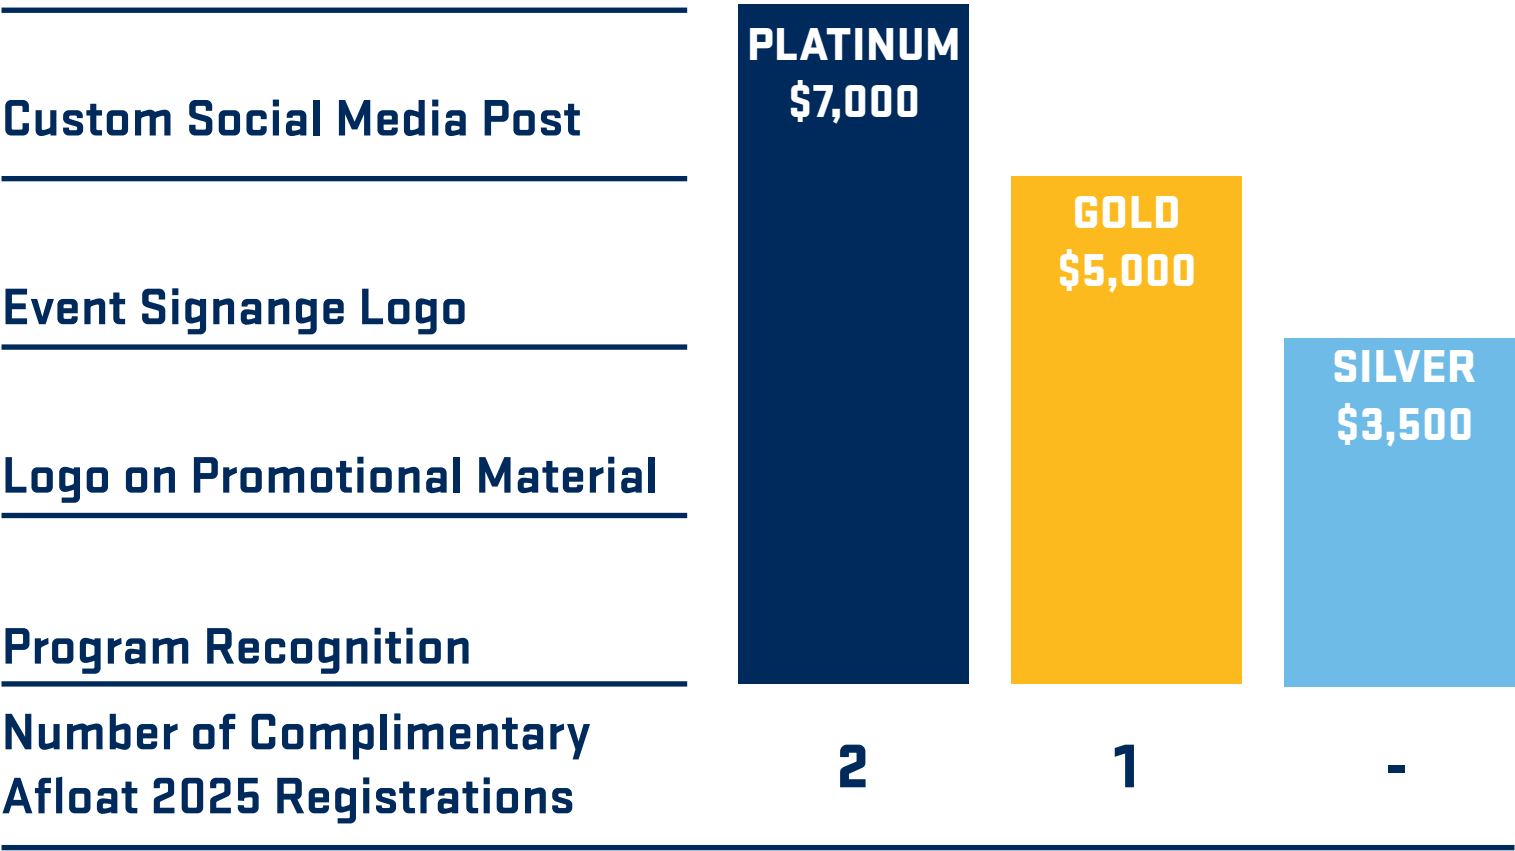 PLATINUM
$7,000
Custom Social Media Post
GOLD
$5,000
Event Signange Logo
SILVER
$3,500
Logo on Promotional Material
Program Recognition
Number of Complimentary
Afloat 2025 Registrations
2
1
-